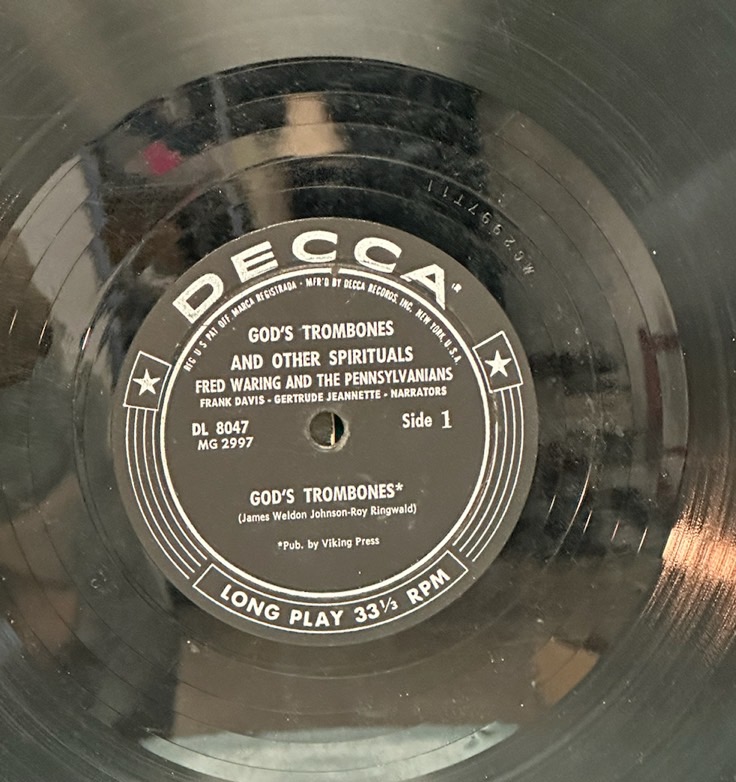 DECCA
REG U S PAT OFF MARCA REGISTRADA · M/FR'D BY DECCA RECORDS, INC. NEW YORK, U.S.A.
GOD'S TROMBONES
AND OTHER SPIRITUALS
FRED WARING AND THE PENNSYLVANIANS
FRANK DAVIS - GERTRUDE JEANNETTE - NARRATORS
DL 8047
MG 2997
Side 1
GOD'S TROMBONES*
(James Weldon Johnson-Roy Ringwald)
*Pub. by Viking Press
LONG PLAY 33⅓ RPM